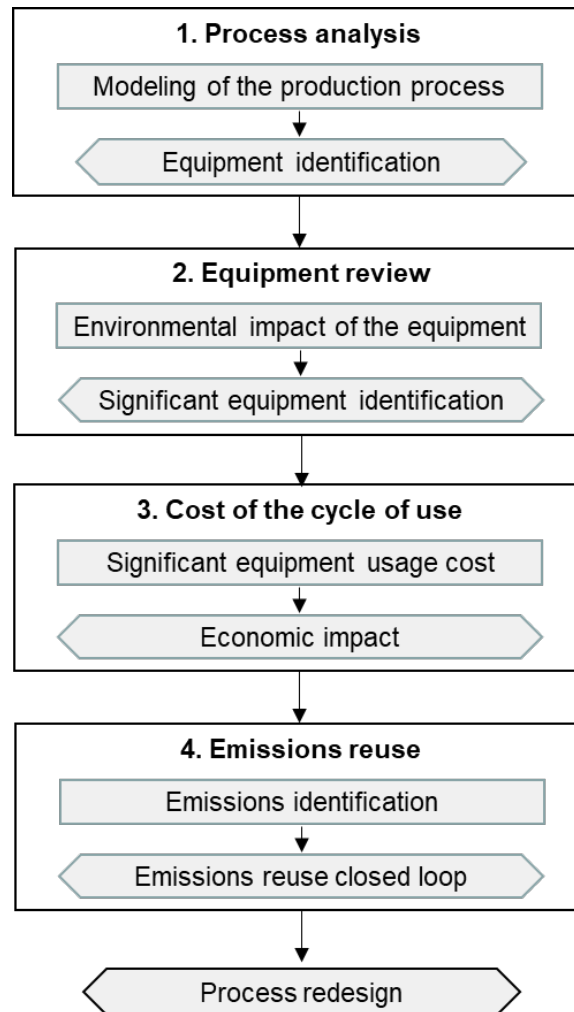 1. Process analysis
Modeling of the production process
Equipment identification
2. Equipment review
Environmental impact of the equipment
Significant equipment identification
3. Cost of the cycle of use
Significant equipment usage cost
Economic impact
4. Emissions reuse
Emissions identification
Emissions reuse closed loop
Process redesign